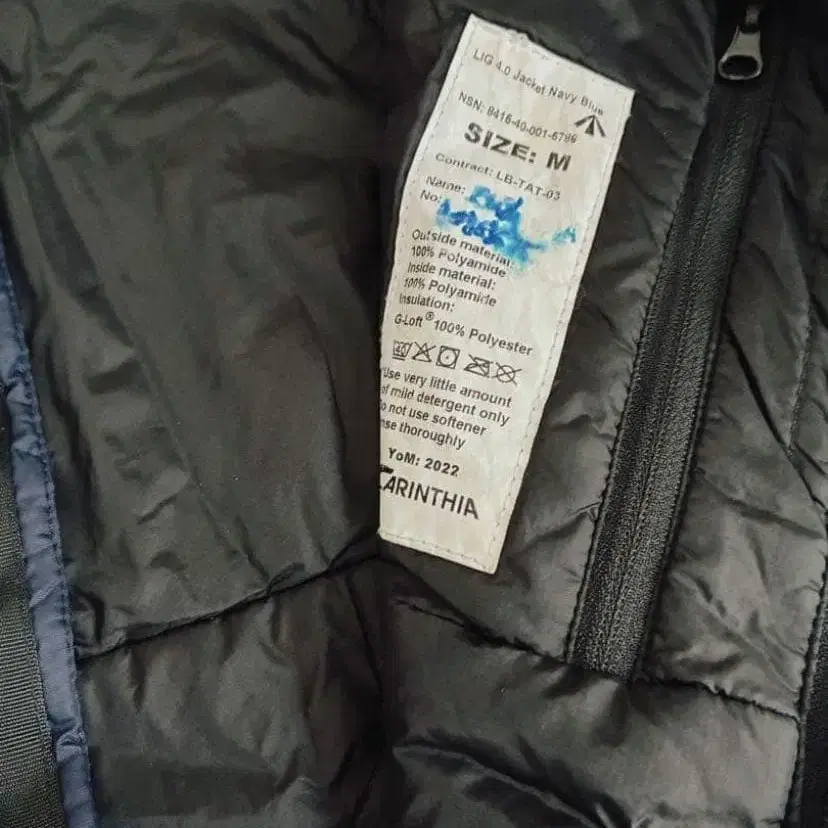 LIG 4.0 Jacket Navy Blue
NSN: 8415-40-001-5799
SIZE: M
Contract: LB-TAT-03
Name:
No:
Outside material:
100% Polyamide
Inside material:
100% Polyamide
Insulation:
G-Loft® 100% Polyester
Use very little amount
of mild detergent only
Do not use softener
nse thoroughly
YoM: 2022
CARINTHIA